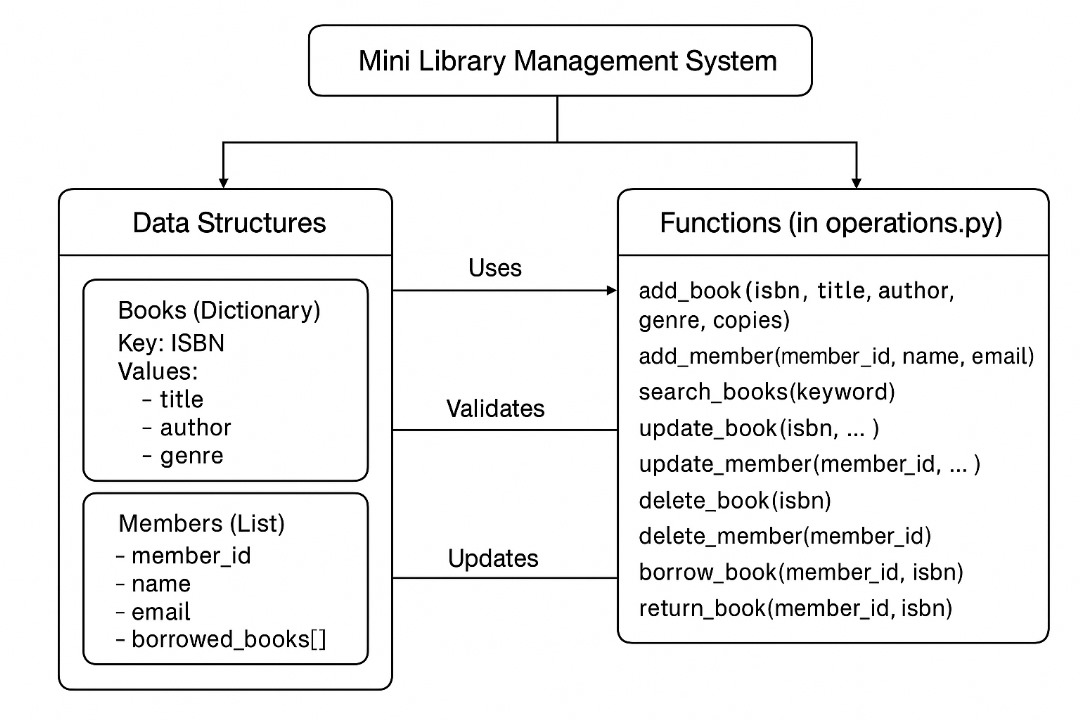 Mini Library Management System
Data Structures
Books (Dictionary)
Key: ISBN
Values:
– title
– author
– genre
Members (List)
– member_id
– name
– email
– borrowed_books[]
Uses
Validates
Updates
Functions (in operations.py)
add_book(isbn, title, author,
genre, copies)
add_member(member_id, name, email)
search_books(keyword)
update_book(isbn, ... )
update_member(member_id, ... )
delete_book(isbn)
delete_member(member_id)
borrow_book(member_id, isbn)
return_book(member_id, isbn)